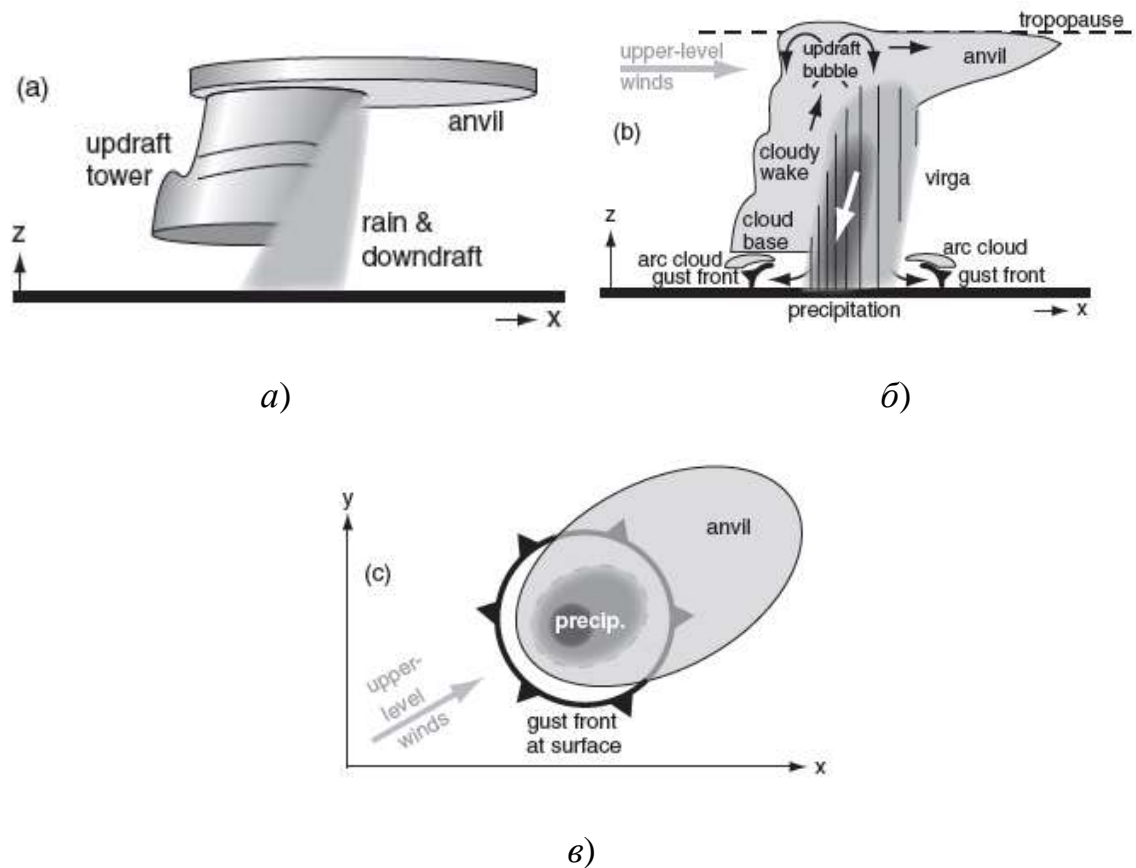 (a)
updraft
tower
anvil
rain &
downdraft
z
x
а)
tropopause
upper-level
winds
updraft
bubble
anvil
(b)
cloudy
wake
virga
z
cloud
base
arc cloud
gust front
arc cloud
gust front
precipitation
x
б)
y
(c)
anvil
precip.
upper-
level
winds
gust front
at surface
x
в)